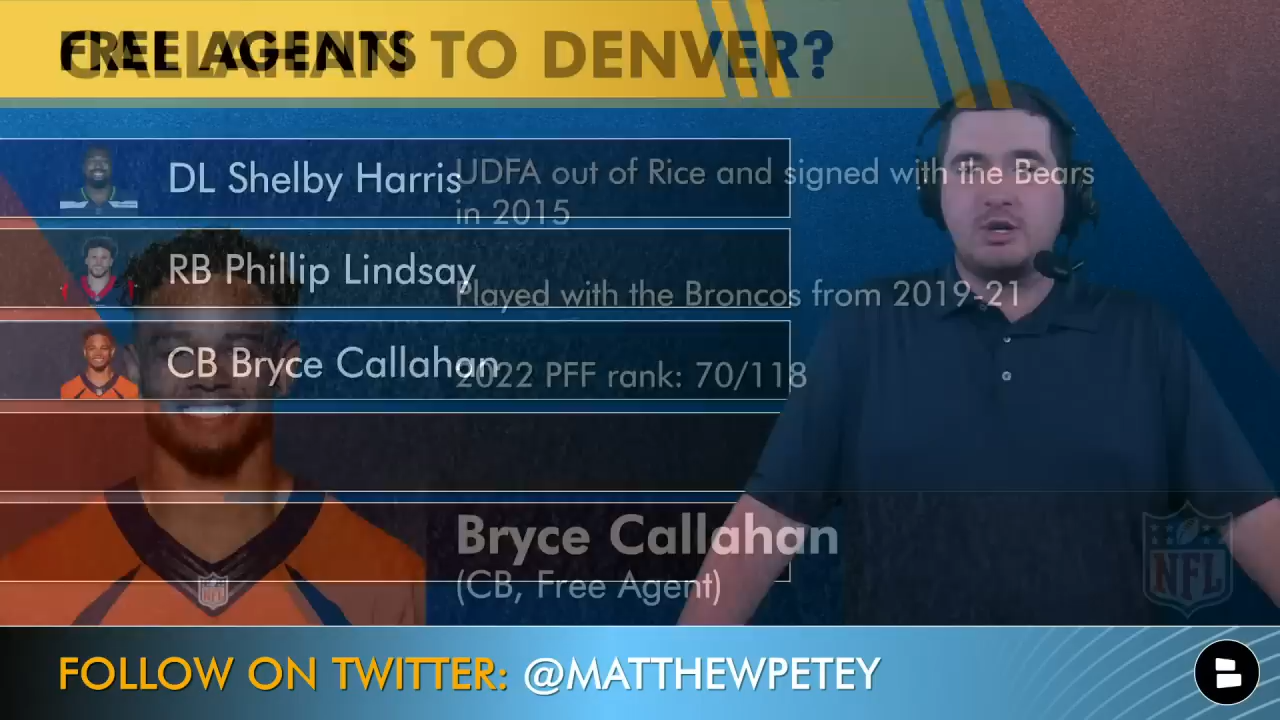 FREE AGENTS
CALLAHAN TO DENVER?
DL Shelby Harris
UDFA out of Rice and signed with the Bears
in 2015
RB Phillip Lindsay
Played with the Broncos from 2019-21
CB Bryce Callahan
2022 PFF rank: 70/118
Bryce Callahan
(CB, Free Agent)
NFL
NFL
FOLLOW ON TWITTER: @MATTHEWPETEY